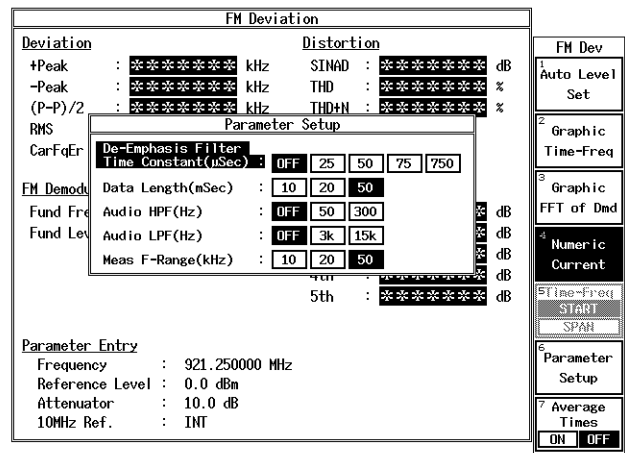 FM Deviation
Deviation
+Peak : ******* kHz
-Peak : ******* kHz
(P-P)/2 : ******* kHz
RMS
CarFqEr
Distortion
SINAD : ******* dB
THD : ******* %
THD+N : ******* %
Parameter Setup
De-Emphasis Filter
Time Constant(µSec) : OFF 25 50 75 750
Data Length(mSec) : 10 20 50
Audio HPF(Hz) : OFF 50 300
Audio LPF(Hz) : OFF 3k 15k
Meas F-Range(kHz) : 10 20 50
FM Demodu
Fund Fre
Fund Lev
* dB
* dB
* dB
4th : ******* dB
5th : ******* dB
Parameter Entry
Frequency : 921.250000 MHz
Reference Level : 0.0 dBm
Attenuator : 10.0 dB
10MHz Ref. : INT
FM Dev
1 Auto Level
Set
2 Graphic
Time-Freq
3 Graphic
FFT of Dmd
4 Numeric
Current
5 Time-Freq
START
SPAN
6 Parameter
Setup
7 Average
Times
ON OFF